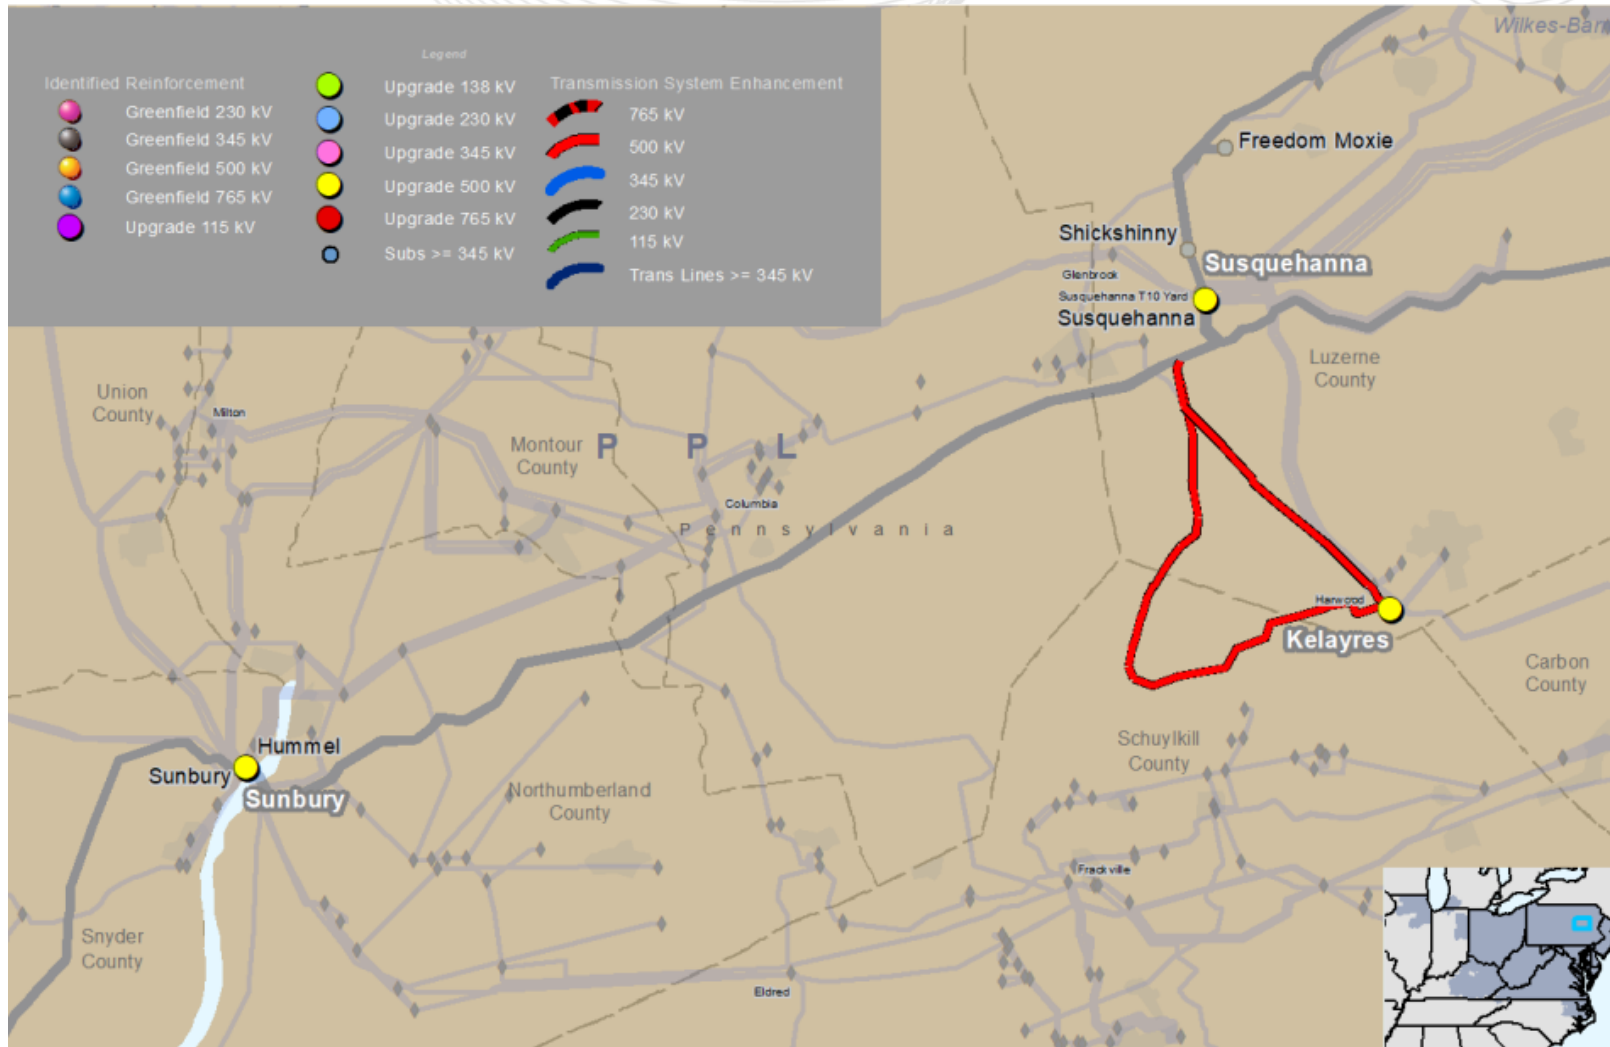 Legend
Identified Reinforcement
Greenfield 230 kV
Greenfield 345 kV
Greenfield 500 kV
Greenfield 765 kV
Upgrade 115 kV
Upgrade 138 kV
Upgrade 230 kV
Upgrade 345 kV
Upgrade 500 kV
Upgrade 765 kV
Subs >= 345 kV
Transmission System Enhancement
765 kV
500 kV
345 kV
230 kV
115 kV
Trans Lines >= 345 kV
Freedom Moxie
Shickshinny
Susquehanna
Glenbrook
Susquehanna T10 Yard
Susquehanna
Luzerne
County
Union
County
Milton
Montour
County
P P L
Columbia
Pennsylvania
Harwood
Kelayres
Carbon
County
Schuylkill
County
Hummel
Sunbury
Sunbury
Northumberland
County
Frackville
Snyder
County
Eldred